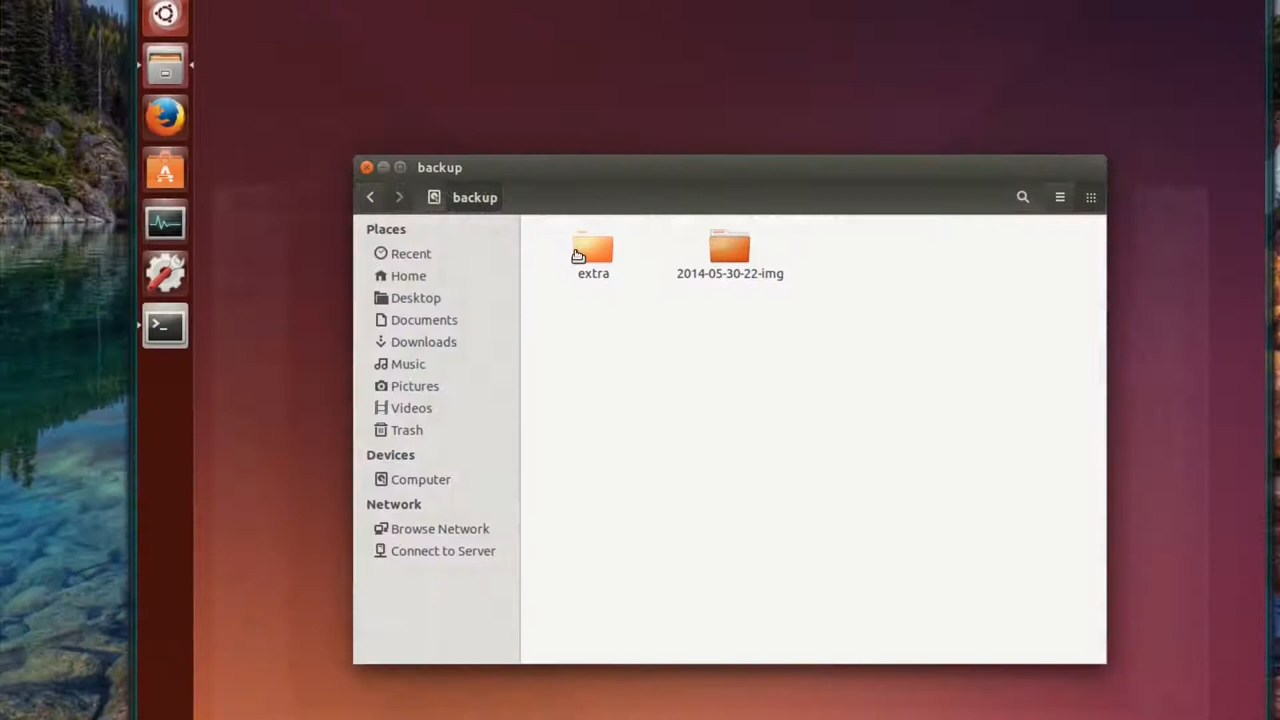 backup
backup
Places
Recent
Home
Desktop
Documents
Downloads
Music
Pictures
Videos
Trash
Devices
Computer
Network
Browse Network
Connect to Server
extra
2014-05-30-22-img